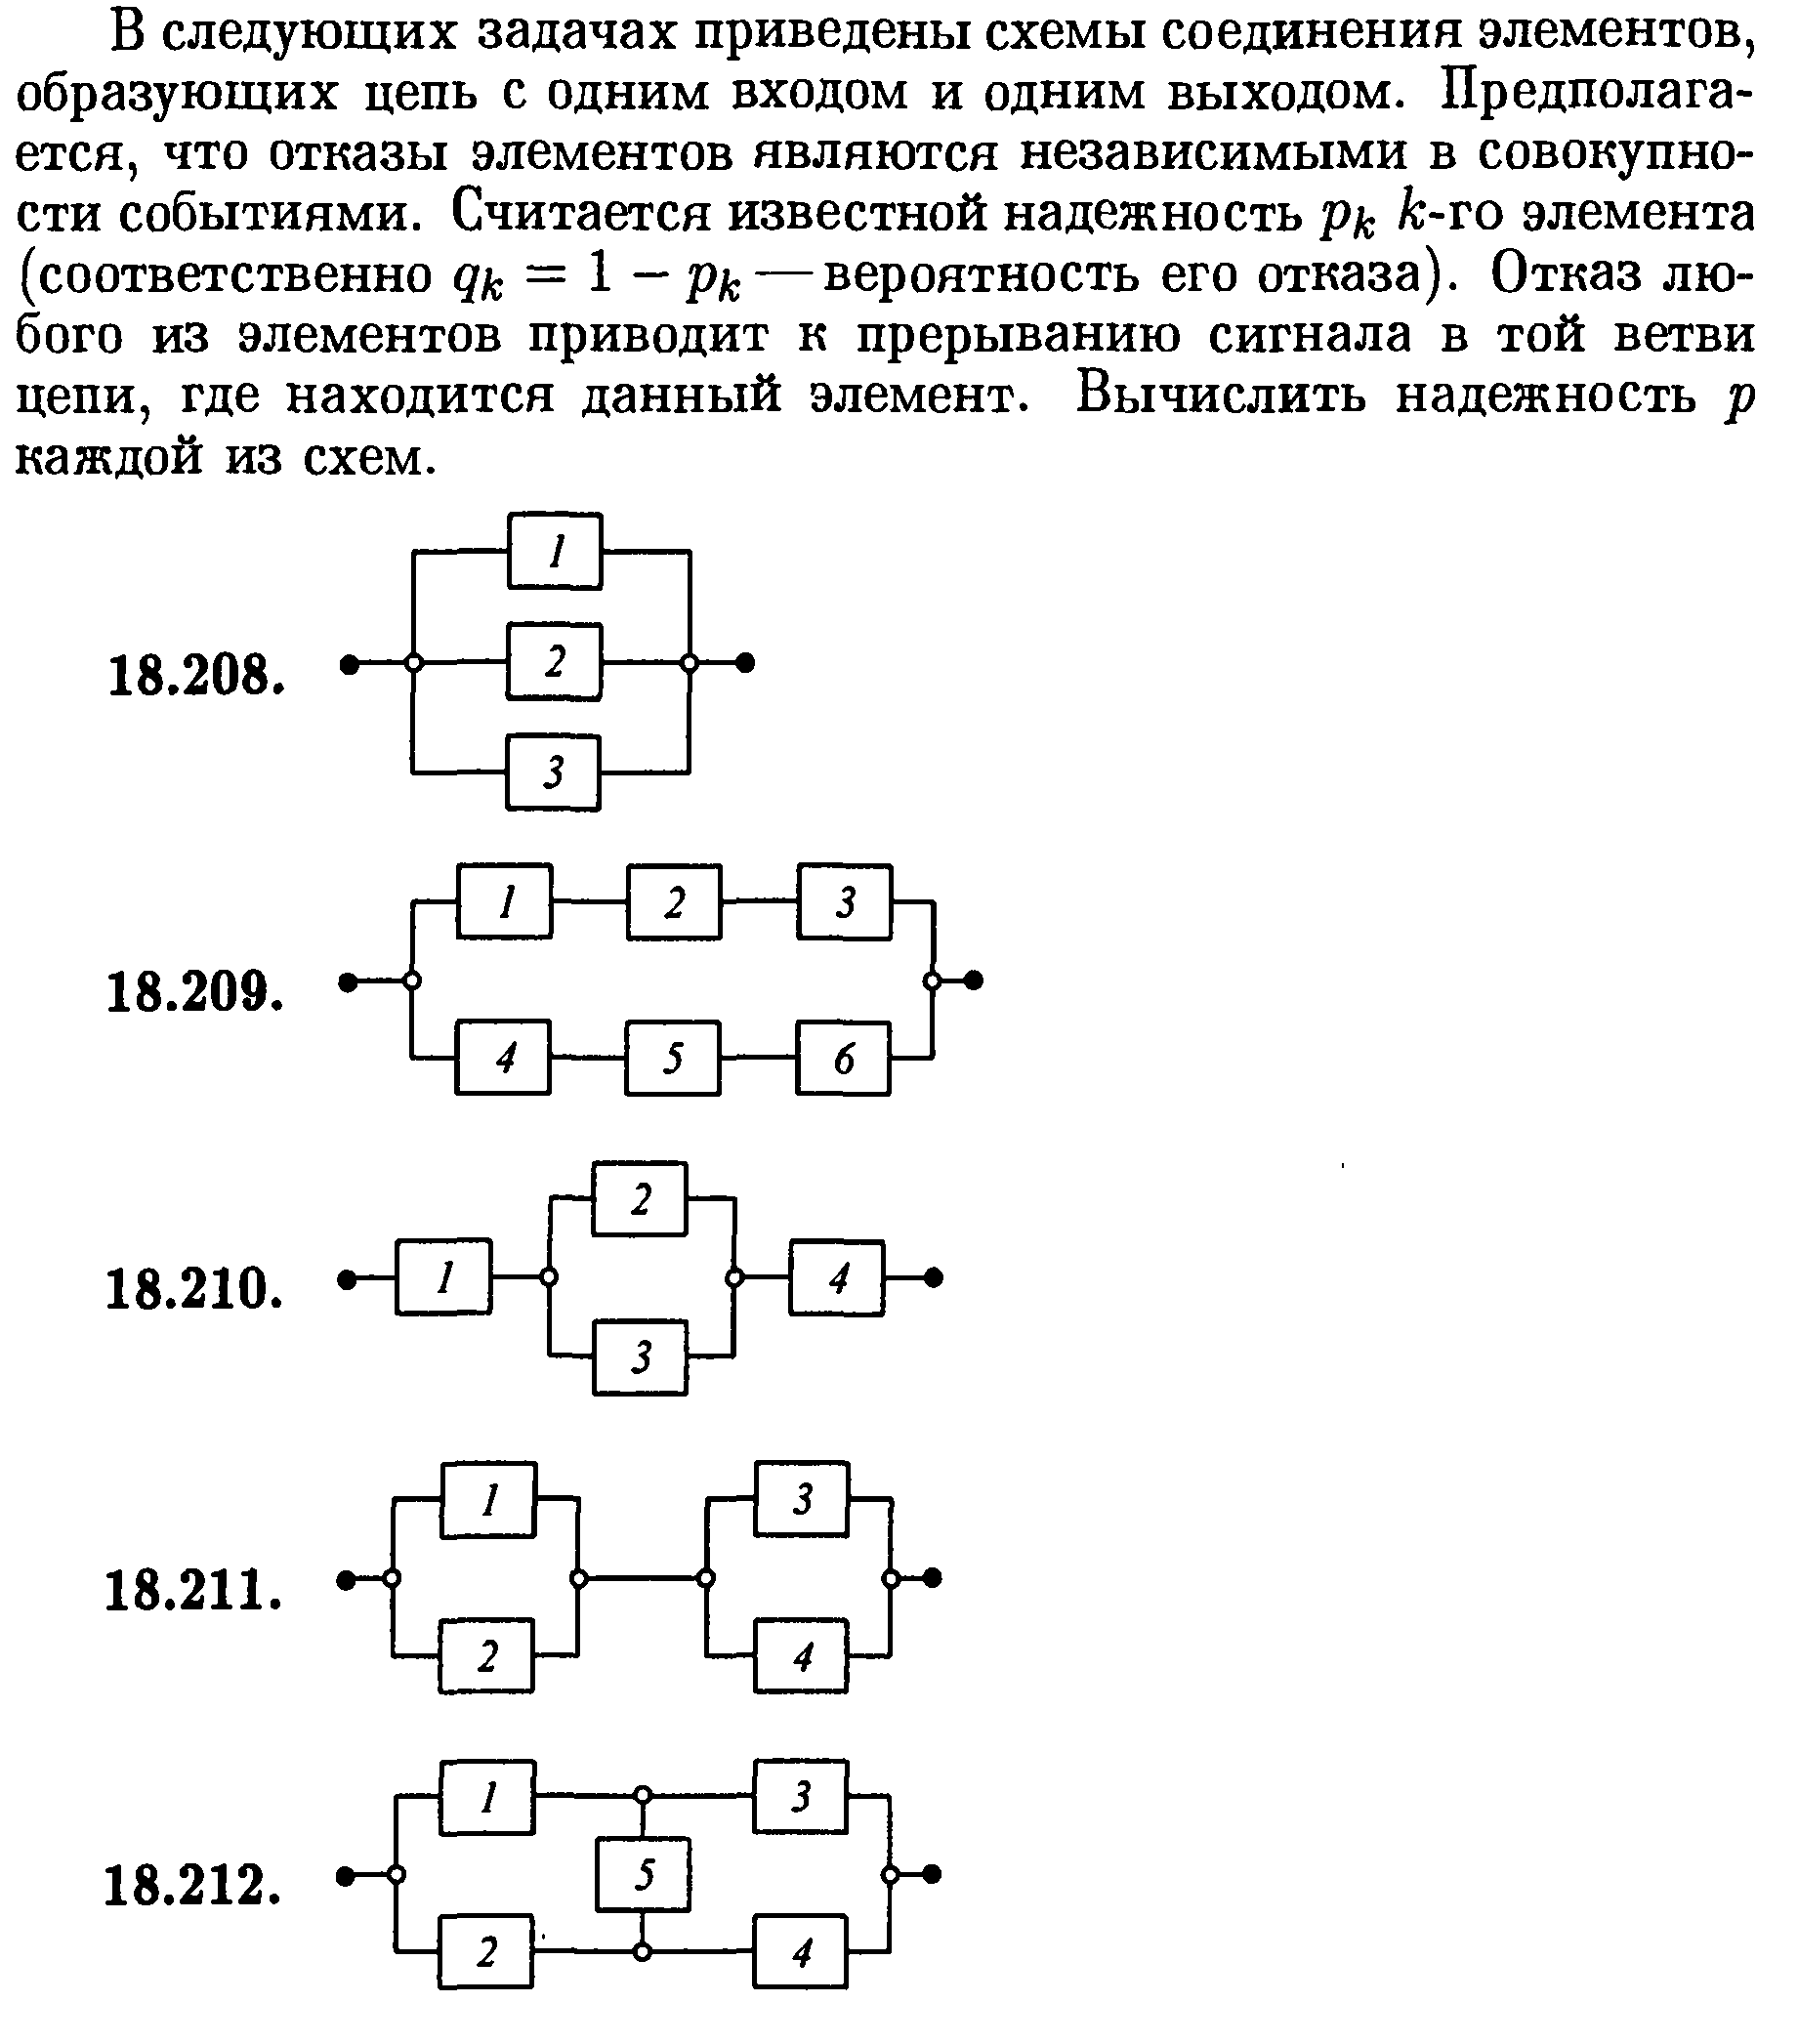 В следующих задачах приведены схемы соединения элементов,
образующих цепь с одним входом и одним выходом. Предполага-
ется, что отказы элементов являются независимыми в совокупно-
сти событиями. Считается известной надежность pk k-го элемента
(соответственно qk = 1 − pk — вероятность его отказа). Отказ лю-
бого из элементов приводит к прерыванию сигнала в той ветви
цепи, где находится данный элемент. Вычислить надежность p
каждой из схем.
1
18.208.
2
3
1 2 3
18.209.
4 5 6
2
18.210.
1 4
3
1 3
18.211.
2 4
1 3
18.212.
5
2 4